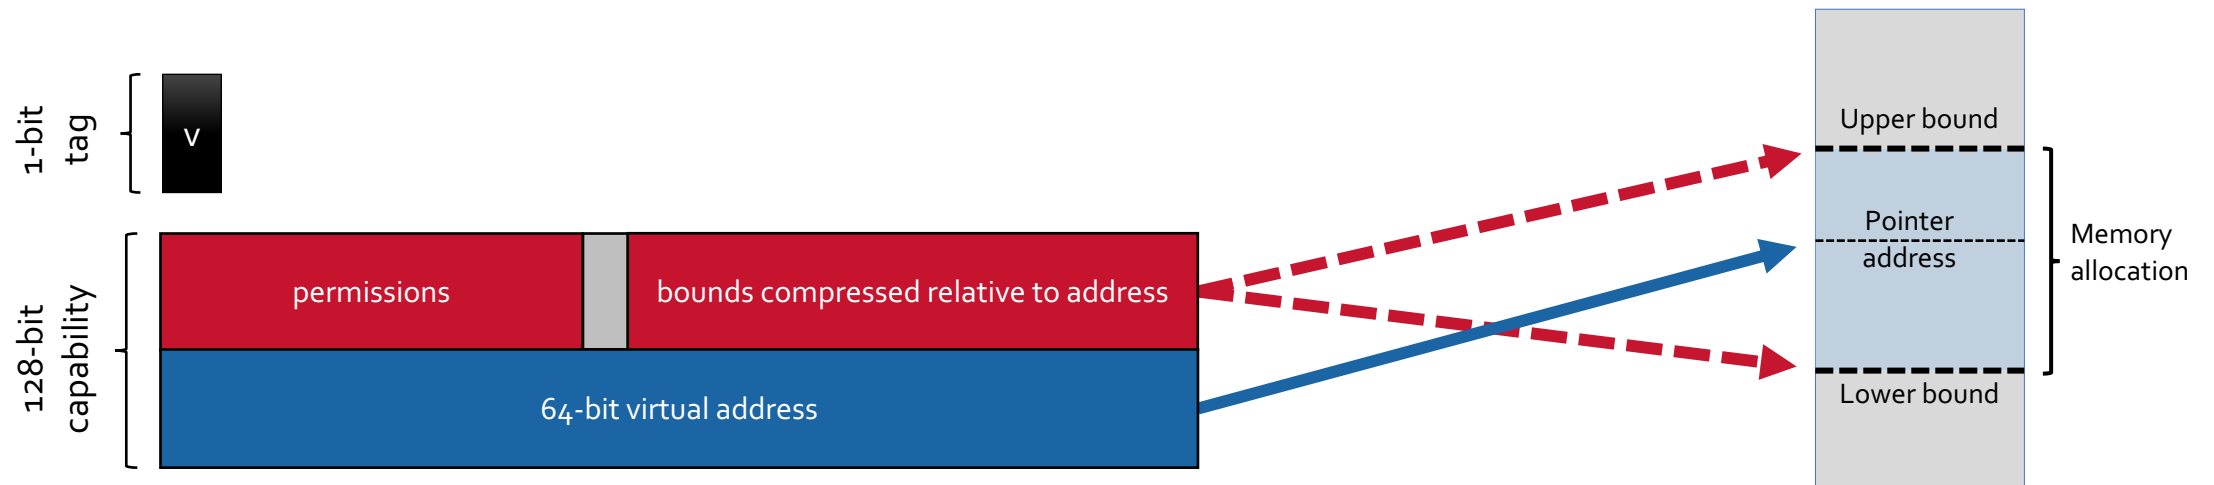 1-bit
tag
v
128-bit
capability
permissions
bounds compressed relative to address
64-bit virtual address
Upper bound
Pointer
address
Lower bound
Memory
allocation